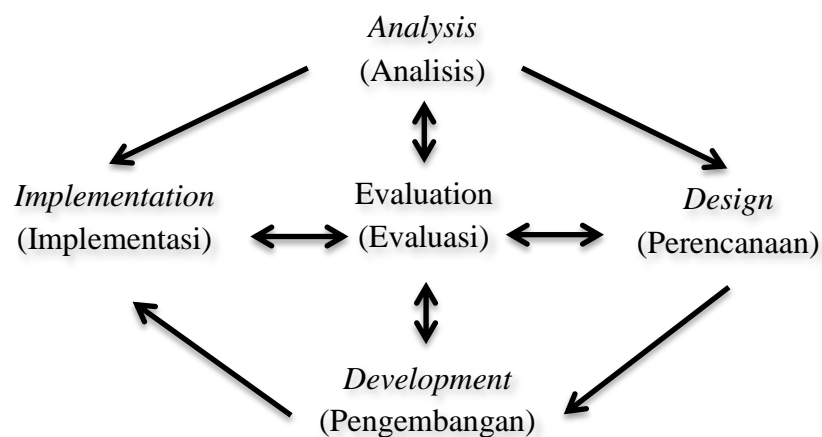 Analysis
(Analisis)
Implementation
(Implementasi)
Evaluation
(Evaluasi)
Design
(Perencanaan)
Development
(Pengembangan)